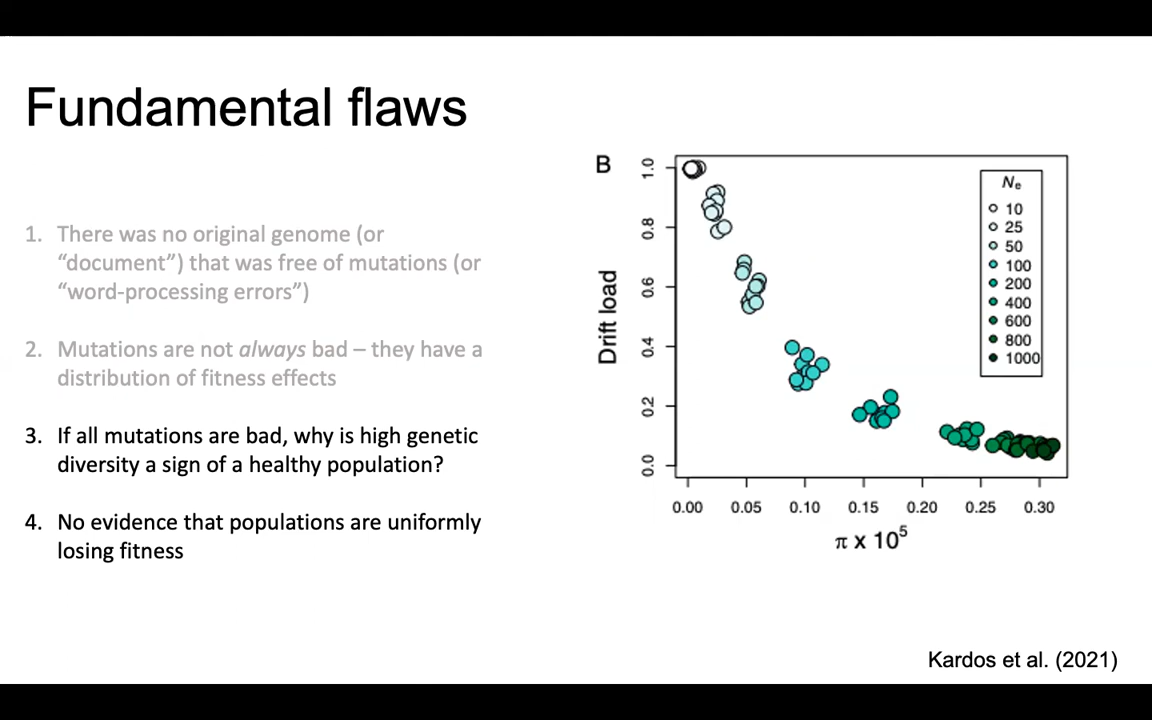 Fundamental flaws
1. There was no original genome (or
“document”) that was free of mutations (or
“word-processing errors”)
2. Mutations are not always bad – they have a
distribution of fitness effects
3. If all mutations are bad, why is high genetic
diversity a sign of a healthy population?
4. No evidence that populations are uniformly
losing fitness
B
Drift load
1.0
0.8
0.6
0.4
0.2
0.0
Ne
10
25
50
100
200
400
600
800
1000
0.00 0.05 0.10 0.15 0.20 0.25 0.30
π x 10⁵
Kardos et al. (2021)